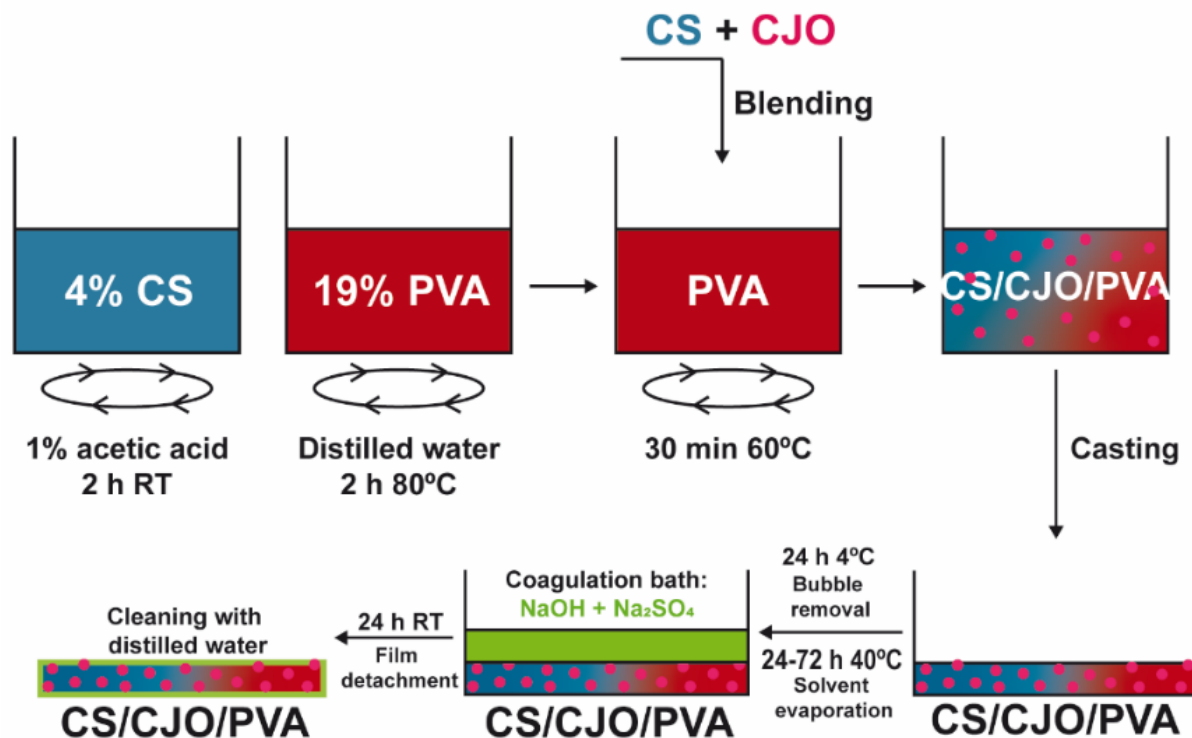 CS + CJO
Blending
4% CS
19% PVA
PVA
CS/CJO/PVA
1% acetic acid
2 h RT
Distilled water
2 h 80ºC
30 min 60ºC
Casting
24 h 4ºC
Bubble
removal
24-72 h 40ºC
Solvent
evaporation
Coagulation bath:
NaOH + Na₂SO₄
24 h RT
Film
detachment
Cleaning with
distilled water
CS/CJO/PVA
CS/CJO/PVA
CS/CJO/PVA